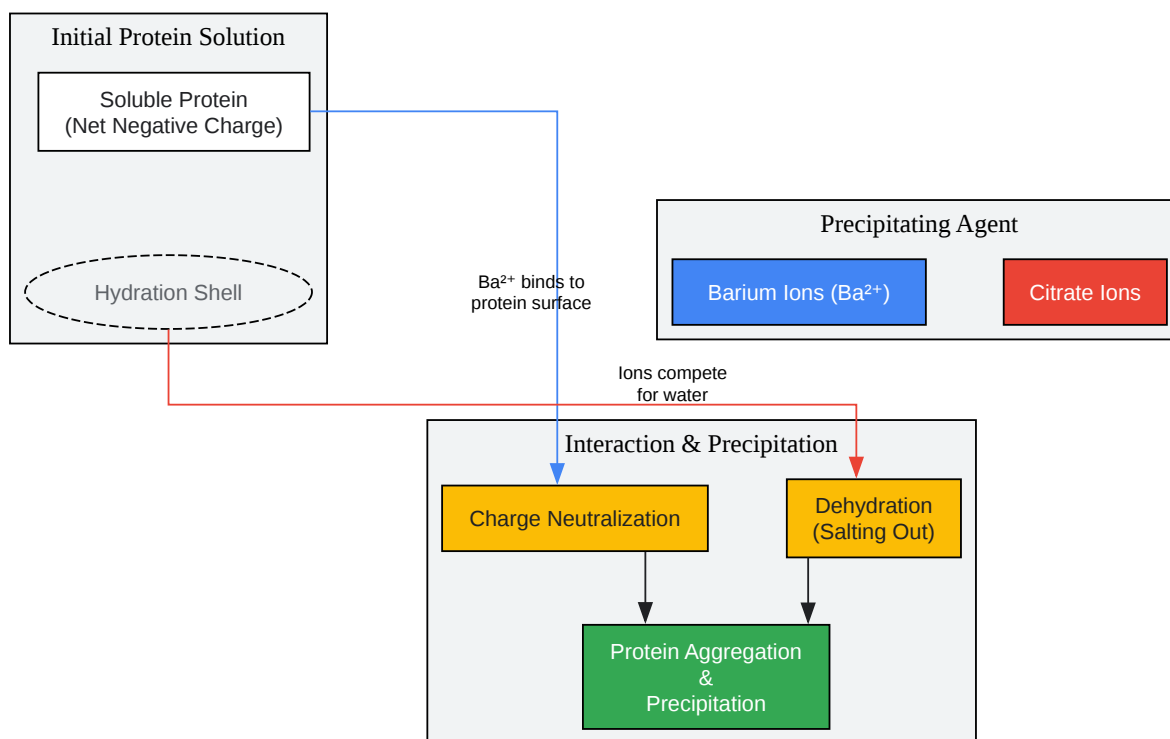 Initial Protein Solution
Soluble Protein
(Net Negative Charge)
Hydration Shell
Ba²⁺ binds to
protein surface
Precipitating Agent
Barium Ions (Ba²⁺)
Citrate Ions
Ions compete
for water
Interaction & Precipitation
Charge Neutralization
Dehydration
(Salting Out)
Protein Aggregation
&
Precipitation